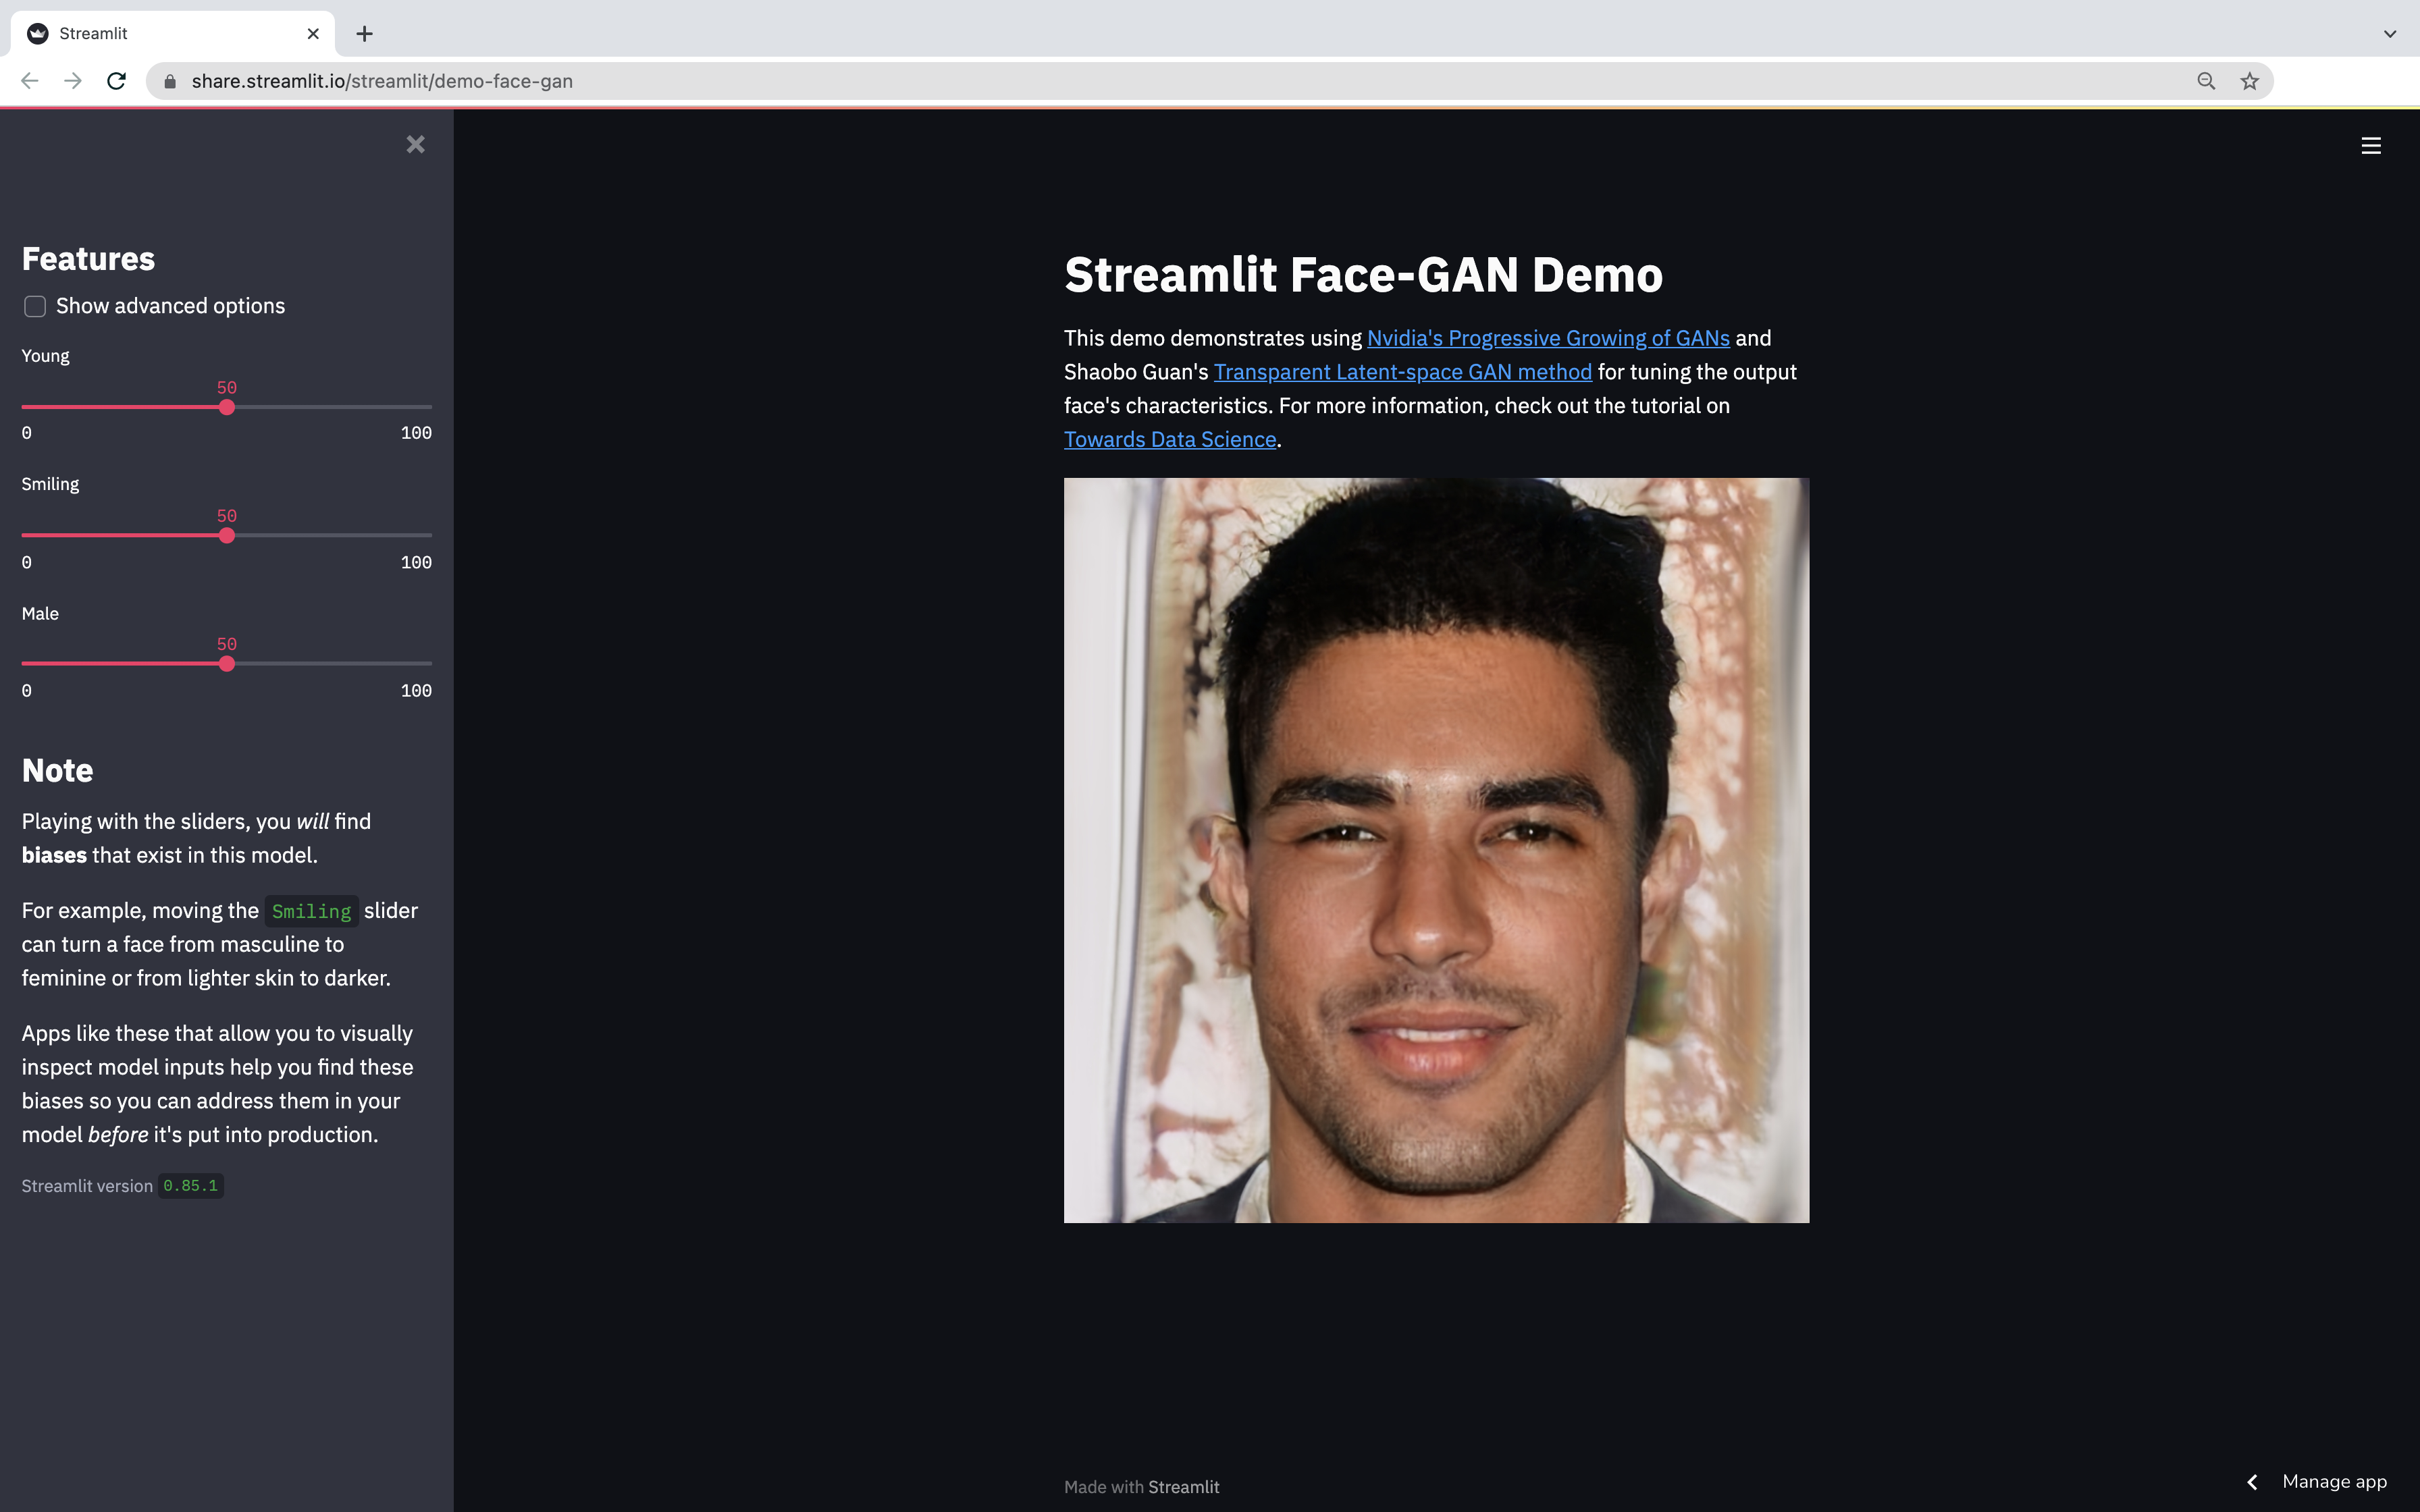 Streamlit
share.streamlit.io/streamlit/demo-face-gan
Features
Show advanced options
Young
50
0 100
Smiling
50
0 100
Male
50
0 100
Note
Playing with the sliders, you will find
biases that exist in this model.
For example, moving the Smiling slider
can turn a face from masculine to
feminine or from lighter skin to darker.
Apps like these that allow you to visually
inspect model inputs help you find these
biases so you can address them in your
model before it's put into production.
Streamlit version 0.85.1
Streamlit Face-GAN Demo
This demo demonstrates using Nvidia's Progressive Growing of GANs and
Shaobo Guan's Transparent Latent-space GAN method for tuning the output
face's characteristics. For more information, check out the tutorial on
Towards Data Science.
Made with Streamlit
Manage app